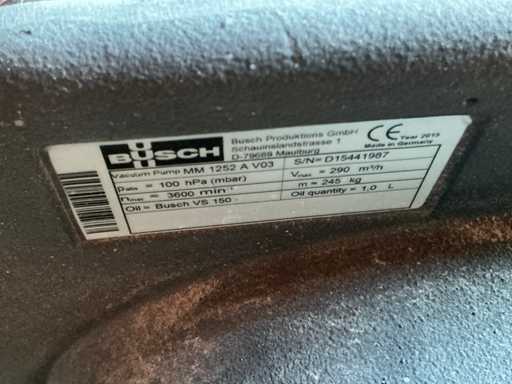 BUSCH
Busch Produktions GmbH
Schauinslandstrasse 1
D-79689 Maulburg
CE Year 2015
Made in Germany
Vacuum Pump MM 1252 A V03
S/N= D15441987
= 100 hPa (mbar)
Vmax = 290 m³/h
nmax = 3600 min⁻¹
m = 245 kg
Oil = Busch VS 150
Oil quantity = 1,0 L